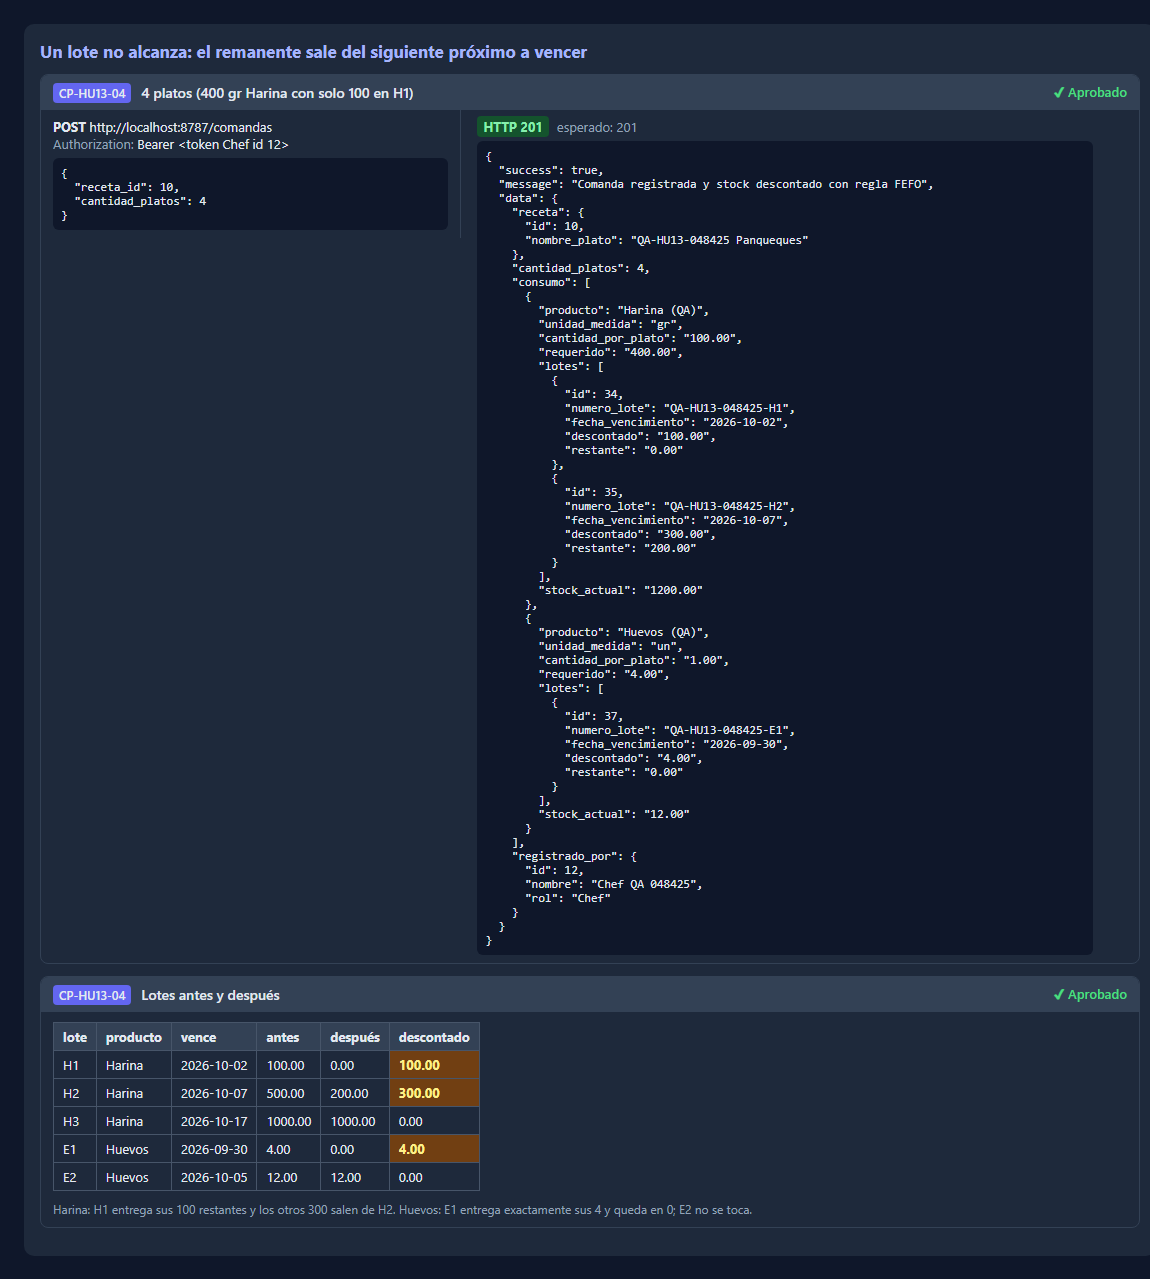 Un lote no alcanza: el remanente sale del siguiente próximo a vencer
CP-HU13-04 4 platos (400 gr Harina con solo 100 en H1) ✓ Aprobado
POST http://localhost:8787/comandas
Authorization: Bearer <token Chef id 12>
{
  "receta_id": 10,
  "cantidad_platos": 4
}
HTTP 201 esperado: 201
{
  "success": true,
  "message": "Comanda registrada y stock descontado con regla FEFO",
  "data": {
    "receta": {
      "id": 10,
      "nombre_plato": "QA-HU13-048425 Panqueques"
    },
    "cantidad_platos": 4,
    "consumo": [
      {
        "producto": "Harina (QA)",
        "unidad_medida": "gr",
        "cantidad_por_plato": "100.00",
        "requerido": "400.00",
        "lotes": [
          {
            "id": 34,
            "numero_lote": "QA-HU13-048425-H1",
            "fecha_vencimiento": "2026-10-02",
            "descontado": "100.00",
            "restante": "0.00"
          },
          {
            "id": 35,
            "numero_lote": "QA-HU13-048425-H2",
            "fecha_vencimiento": "2026-10-07",
            "descontado": "300.00",
            "restante": "200.00"
          }
        ],
        "stock_actual": "1200.00"
      },
      {
        "producto": "Huevos (QA)",
        "unidad_medida": "un",
        "cantidad_por_plato": "1.00",
        "requerido": "4.00",
        "lotes": [
          {
            "id": 37,
            "numero_lote": "QA-HU13-048425-E1",
            "fecha_vencimiento": "2026-09-30",
            "descontado": "4.00",
            "restante": "0.00"
          }
        ],
        "stock_actual": "12.00"
      }
    ],
    "registrado_por": {
      "id": 12,
      "nombre": "Chef QA 048425",
      "rol": "Chef"
    }
  }
}
CP-HU13-04 Lotes antes y después ✓ Aprobado
lote producto vence antes después descontado
H1 Harina 2026-10-02 100.00 0.00 100.00
H2 Harina 2026-10-07 500.00 200.00 300.00
H3 Harina 2026-10-17 1000.00 1000.00 0.00
E1 Huevos 2026-09-30 4.00 0.00 4.00
E2 Huevos 2026-10-05 12.00 12.00 0.00
Harina: H1 entrega sus 100 restantes y los otros 300 salen de H2. Huevos: E1 entrega exactamente sus 4 y queda en 0; E2 no se toca.